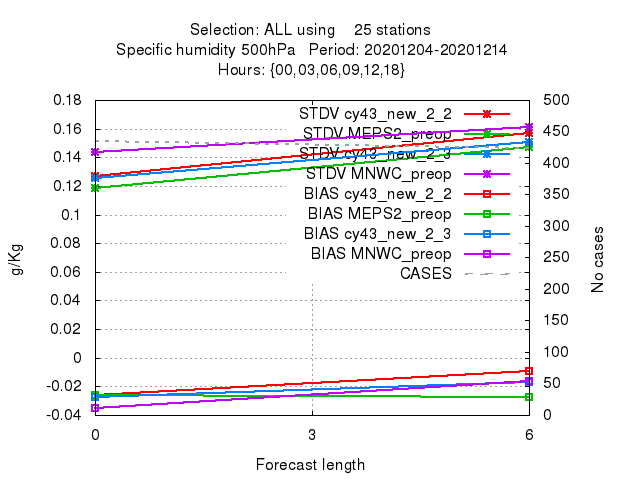 Selection: ALL using 25 stations
Specific humidity 500hPa Period: 20201204-20201214
Hours: {00,03,06,09,12,18}
0.18
0.16
0.14
0.12
0.1
0.08
0.06
0.04
0.02
0
-0.02
-0.04
g/Kg
STDV cy43_new_2_2
STDV MEPS2_preop
STDV cy43_new_2_3
STDV MNWC_preop
BIAS cy43_new_2_2
BIAS MEPS2_preop
BIAS cy43_new_2_3
BIAS MNWC_preop
CASES
500
450
400
350
300
250
200
150
100
50
0
No cases
0 3 6
Forecast length